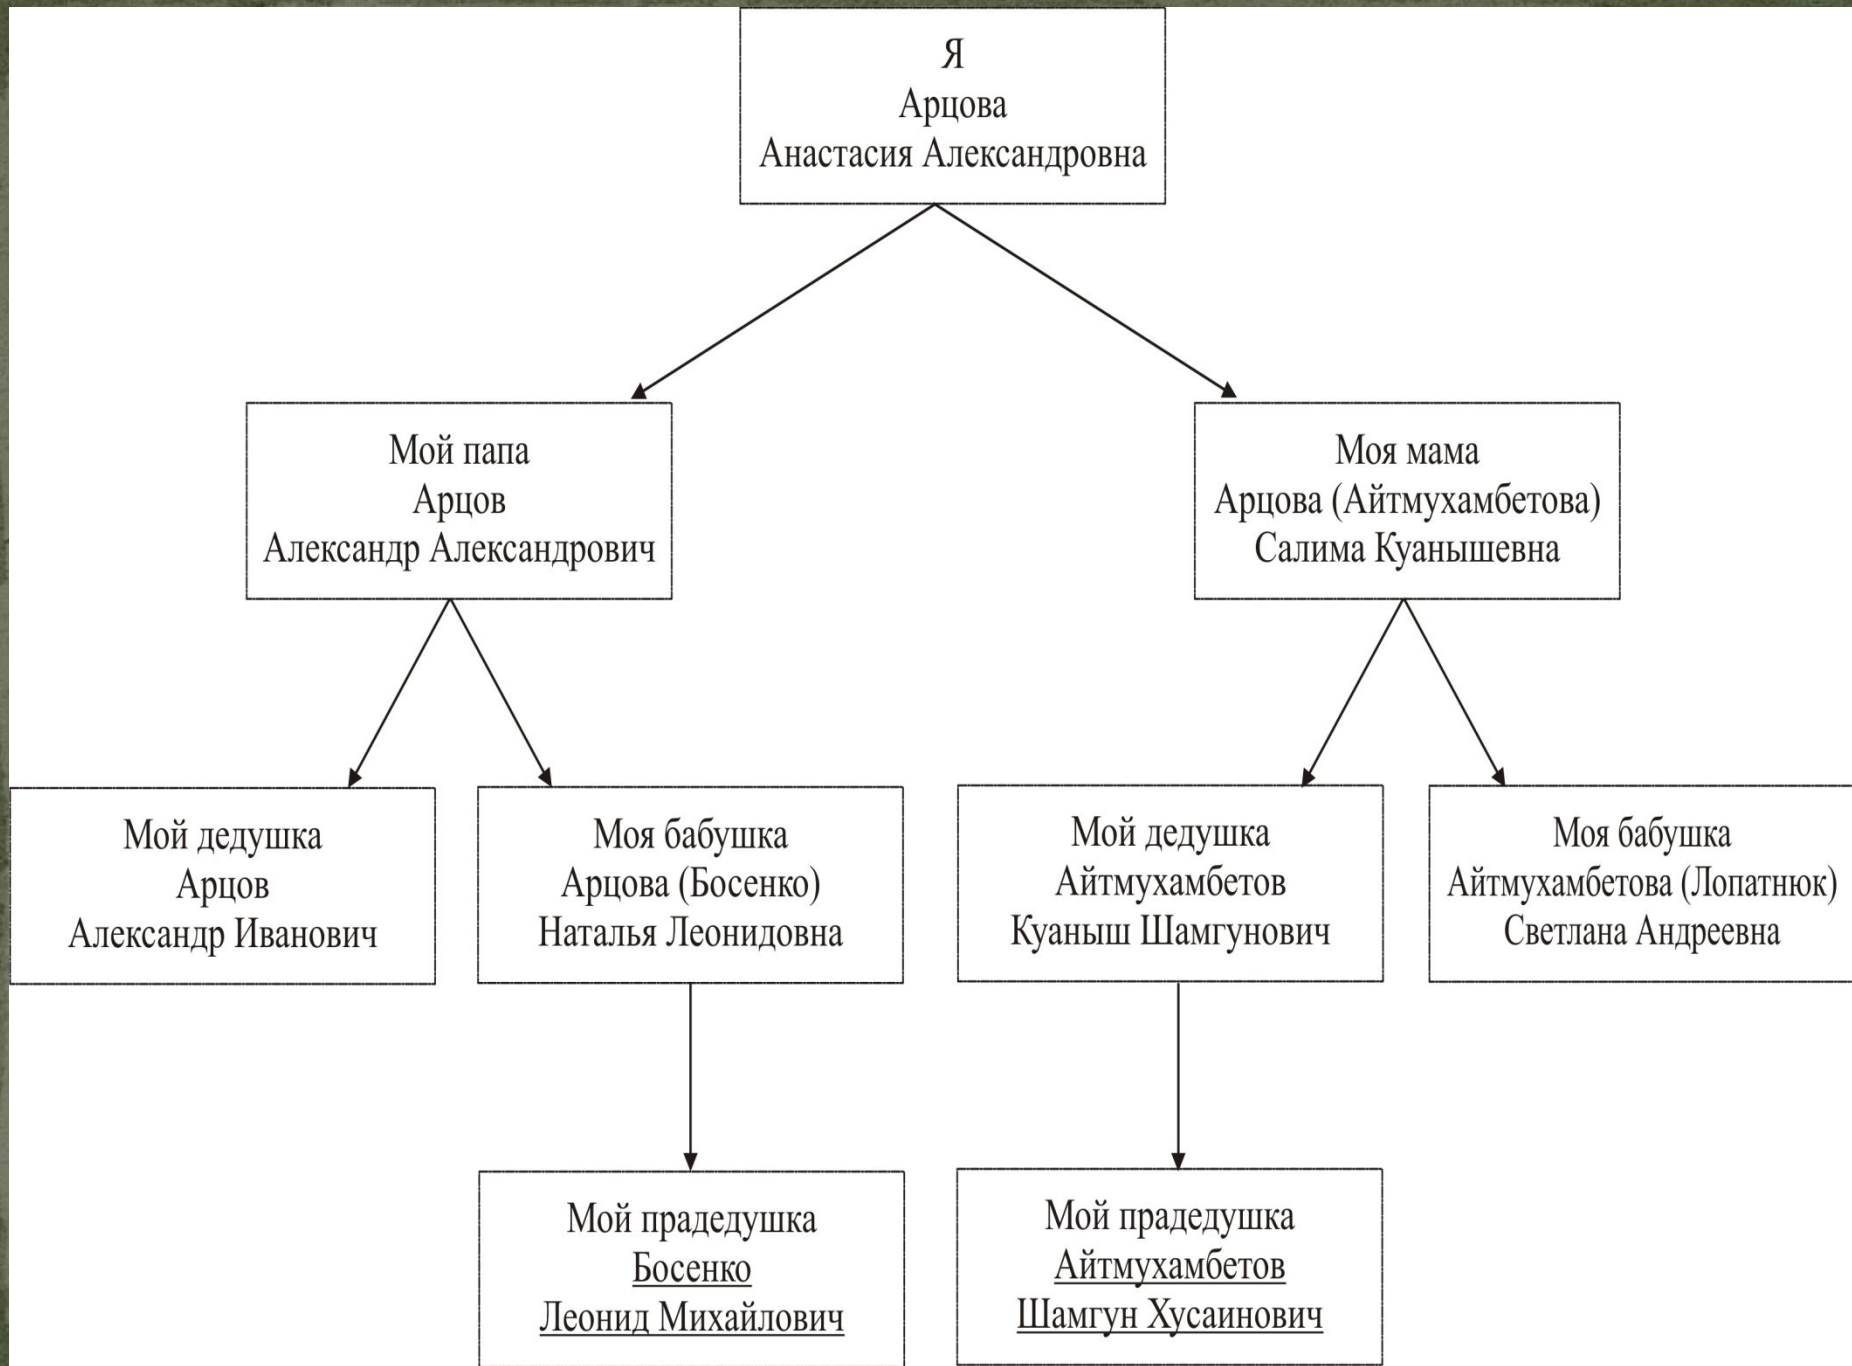 Я
Арцова
Анастасия Александровна
Мой папа
Арцов
Александр Александрович
Моя мама
Арцова (Айтмухамбетова)
Салима Куанышевна
Мой дедушка
Арцов
Александр Иванович
Моя бабушка
Арцова (Босенко)
Наталья Леонидовна
Мой дедушка
Айтмухамбетов
Куаныш Шамгунович
Моя бабушка
Айтмухамбетова (Лопатнюк)
Светлана Андреевна
Мой прадедушка
Босенко
Леонид Михайлович
Мой прадедушка
Айтмухамбетов
Шамгун Хусаинович